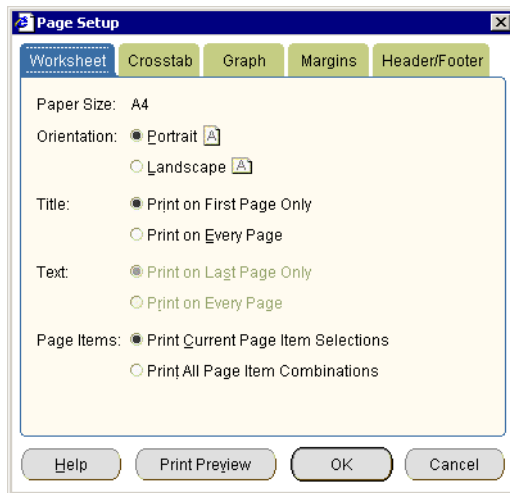 Page Setup
Worksheet Crosstab Graph Margins Header/Footer
Paper Size: A4
Orientation: Portrait A
Landscape A
Title: Print on First Page Only
Print on Every Page
Text: Print on Last Page Only
Print on Every Page
Page Items: Print Current Page Item Selections
Print All Page Item Combinations
Help Print Preview OK Cancel